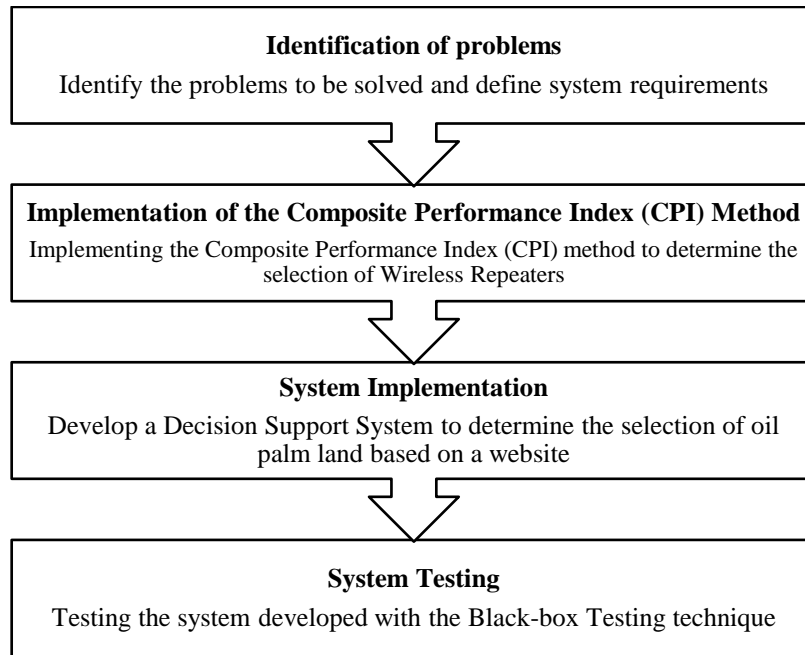 Identification of problems
Identify the problems to be solved and define system requirements
Implementation of the Composite Performance Index (CPI) Method
Implementing the Composite Performance Index (CPI) method to determine the
selection of Wireless Repeaters
System Implementation
Develop a Decision Support System to determine the selection of oil
palm land based on a website
System Testing
Testing the system developed with the Black-box Testing technique